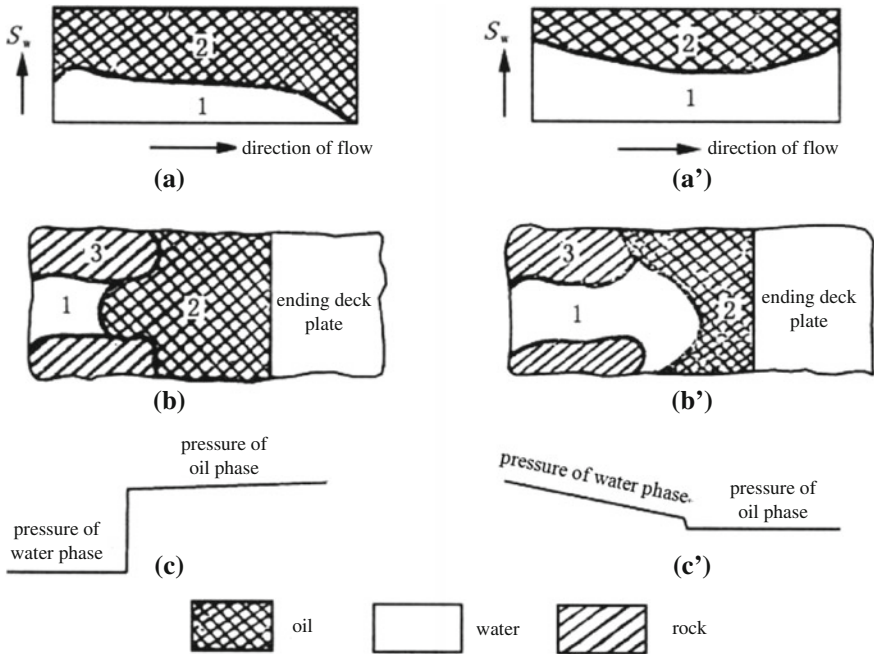 S_w
2
1
direction of flow
(a)
S_w
2
1
direction of flow
(a’)
3
1
2
ending deck
plate
(b)
3
1
2
ending deck
plate
(b’)
pressure of
oil phase
pressure of
water phase
(c)
pressure of water phase
pressure of
oil phase
(c’)
oil
water
rock